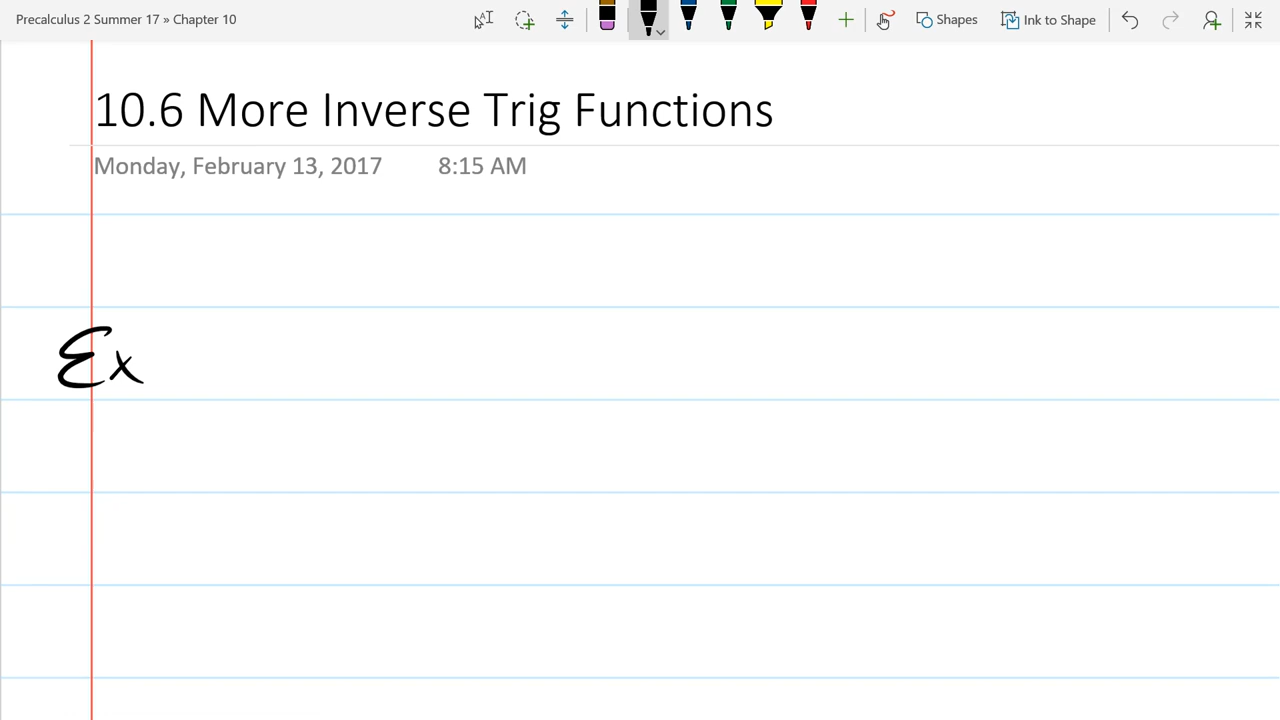 Precalculus 2 Summer 17 » Chapter 10
Shapes
Ink to Shape
10.6 More Inverse Trig Functions
Monday, February 13, 2017 8:15 AM
Ex